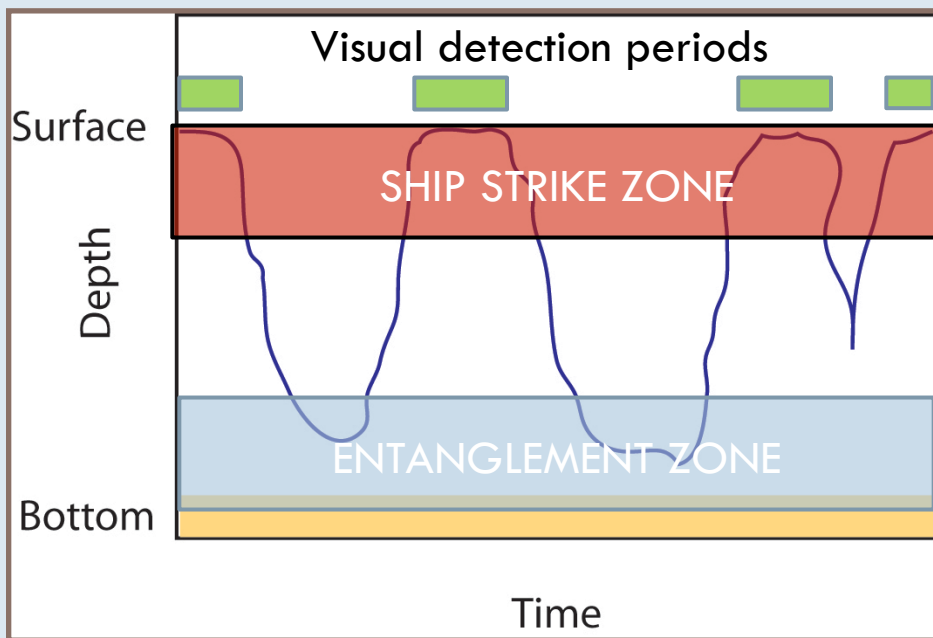 Visual detection periods
Surface
SHIP STRIKE ZONE
Depth
ENTANGLEMENT ZONE
Bottom
Time